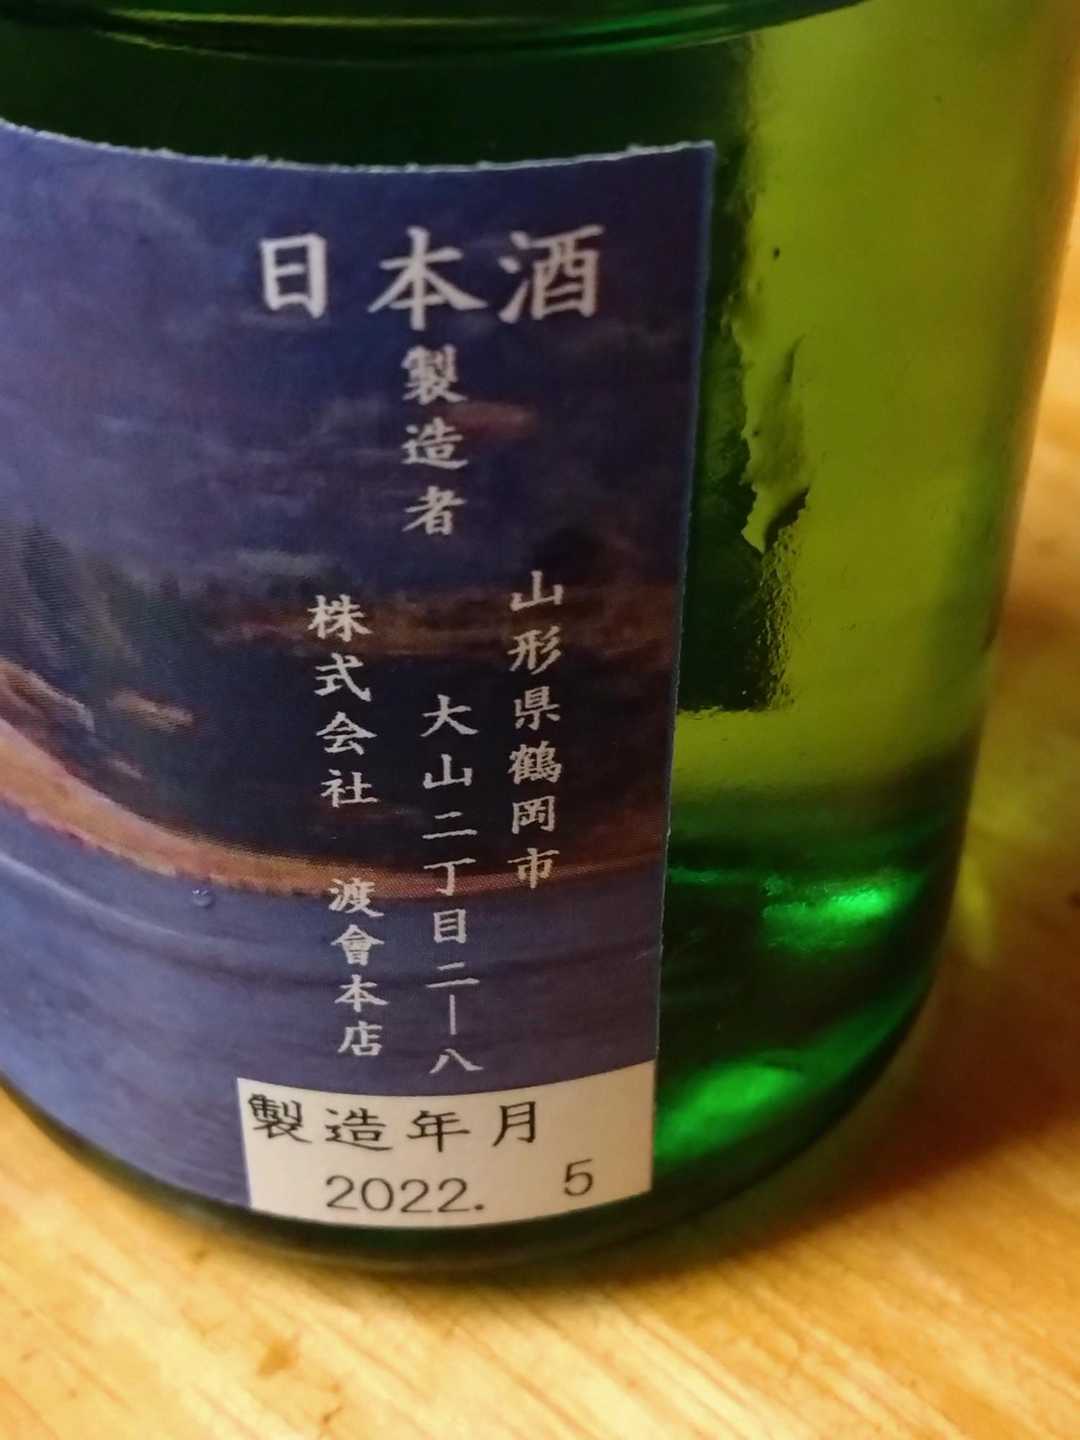 日本酒
製造者
山形県鶴岡市
大山二丁目二―八
株式会社 渡會本店
製造年月
2022. 5